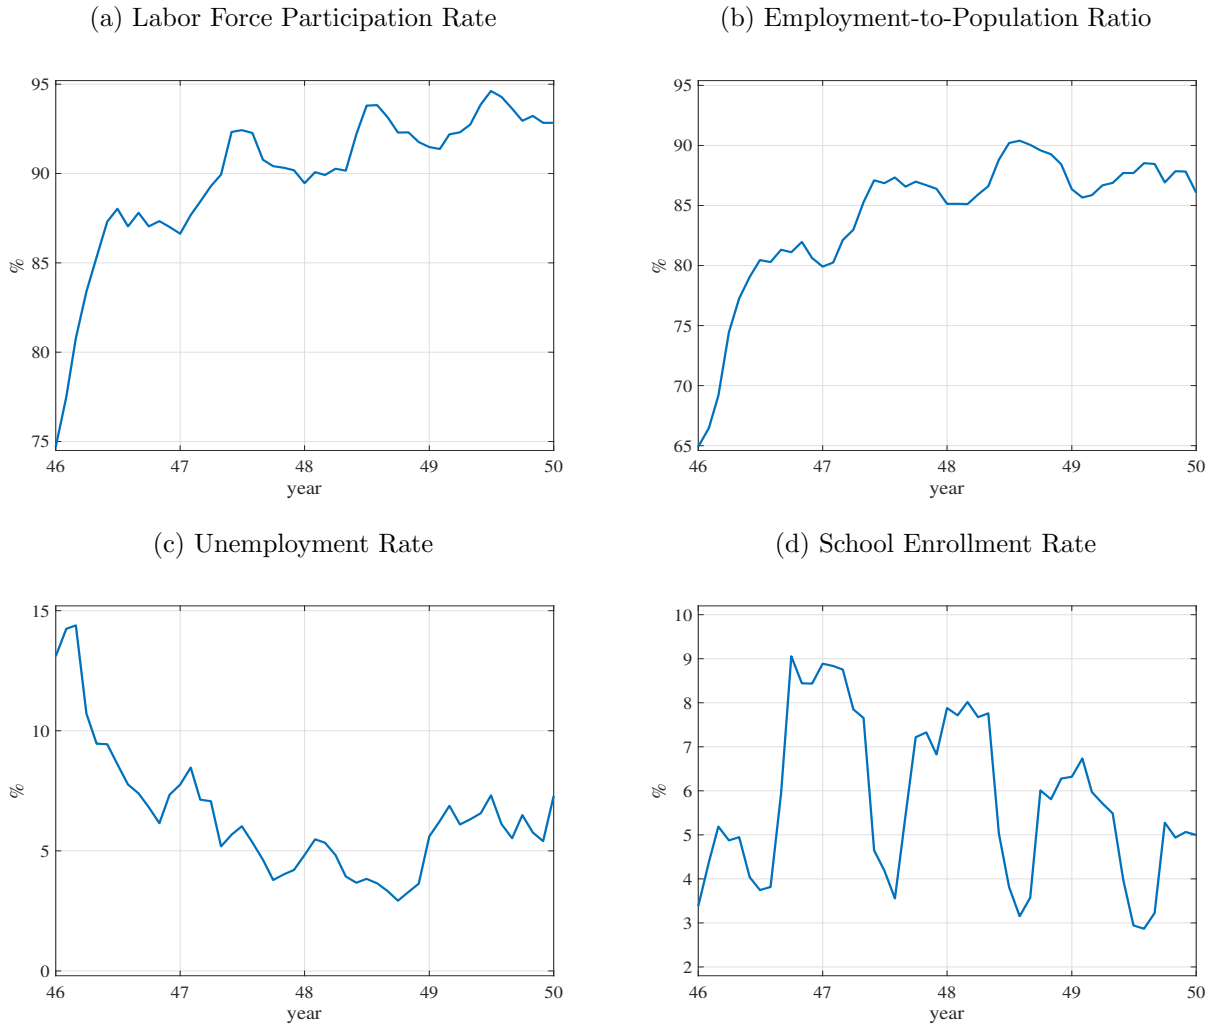 (a) Labor Force Participation Rate
95
90
85
80
75
%
46 47 48 49 50
year
(b) Employment-to-Population Ratio
95
90
85
80
75
70
65
%
46 47 48 49 50
year
(c) Unemployment Rate
15
10
5
0
%
46 47 48 49 50
year
(d) School Enrollment Rate
10
9
8
7
6
5
4
3
2
%
46 47 48 49 50
year